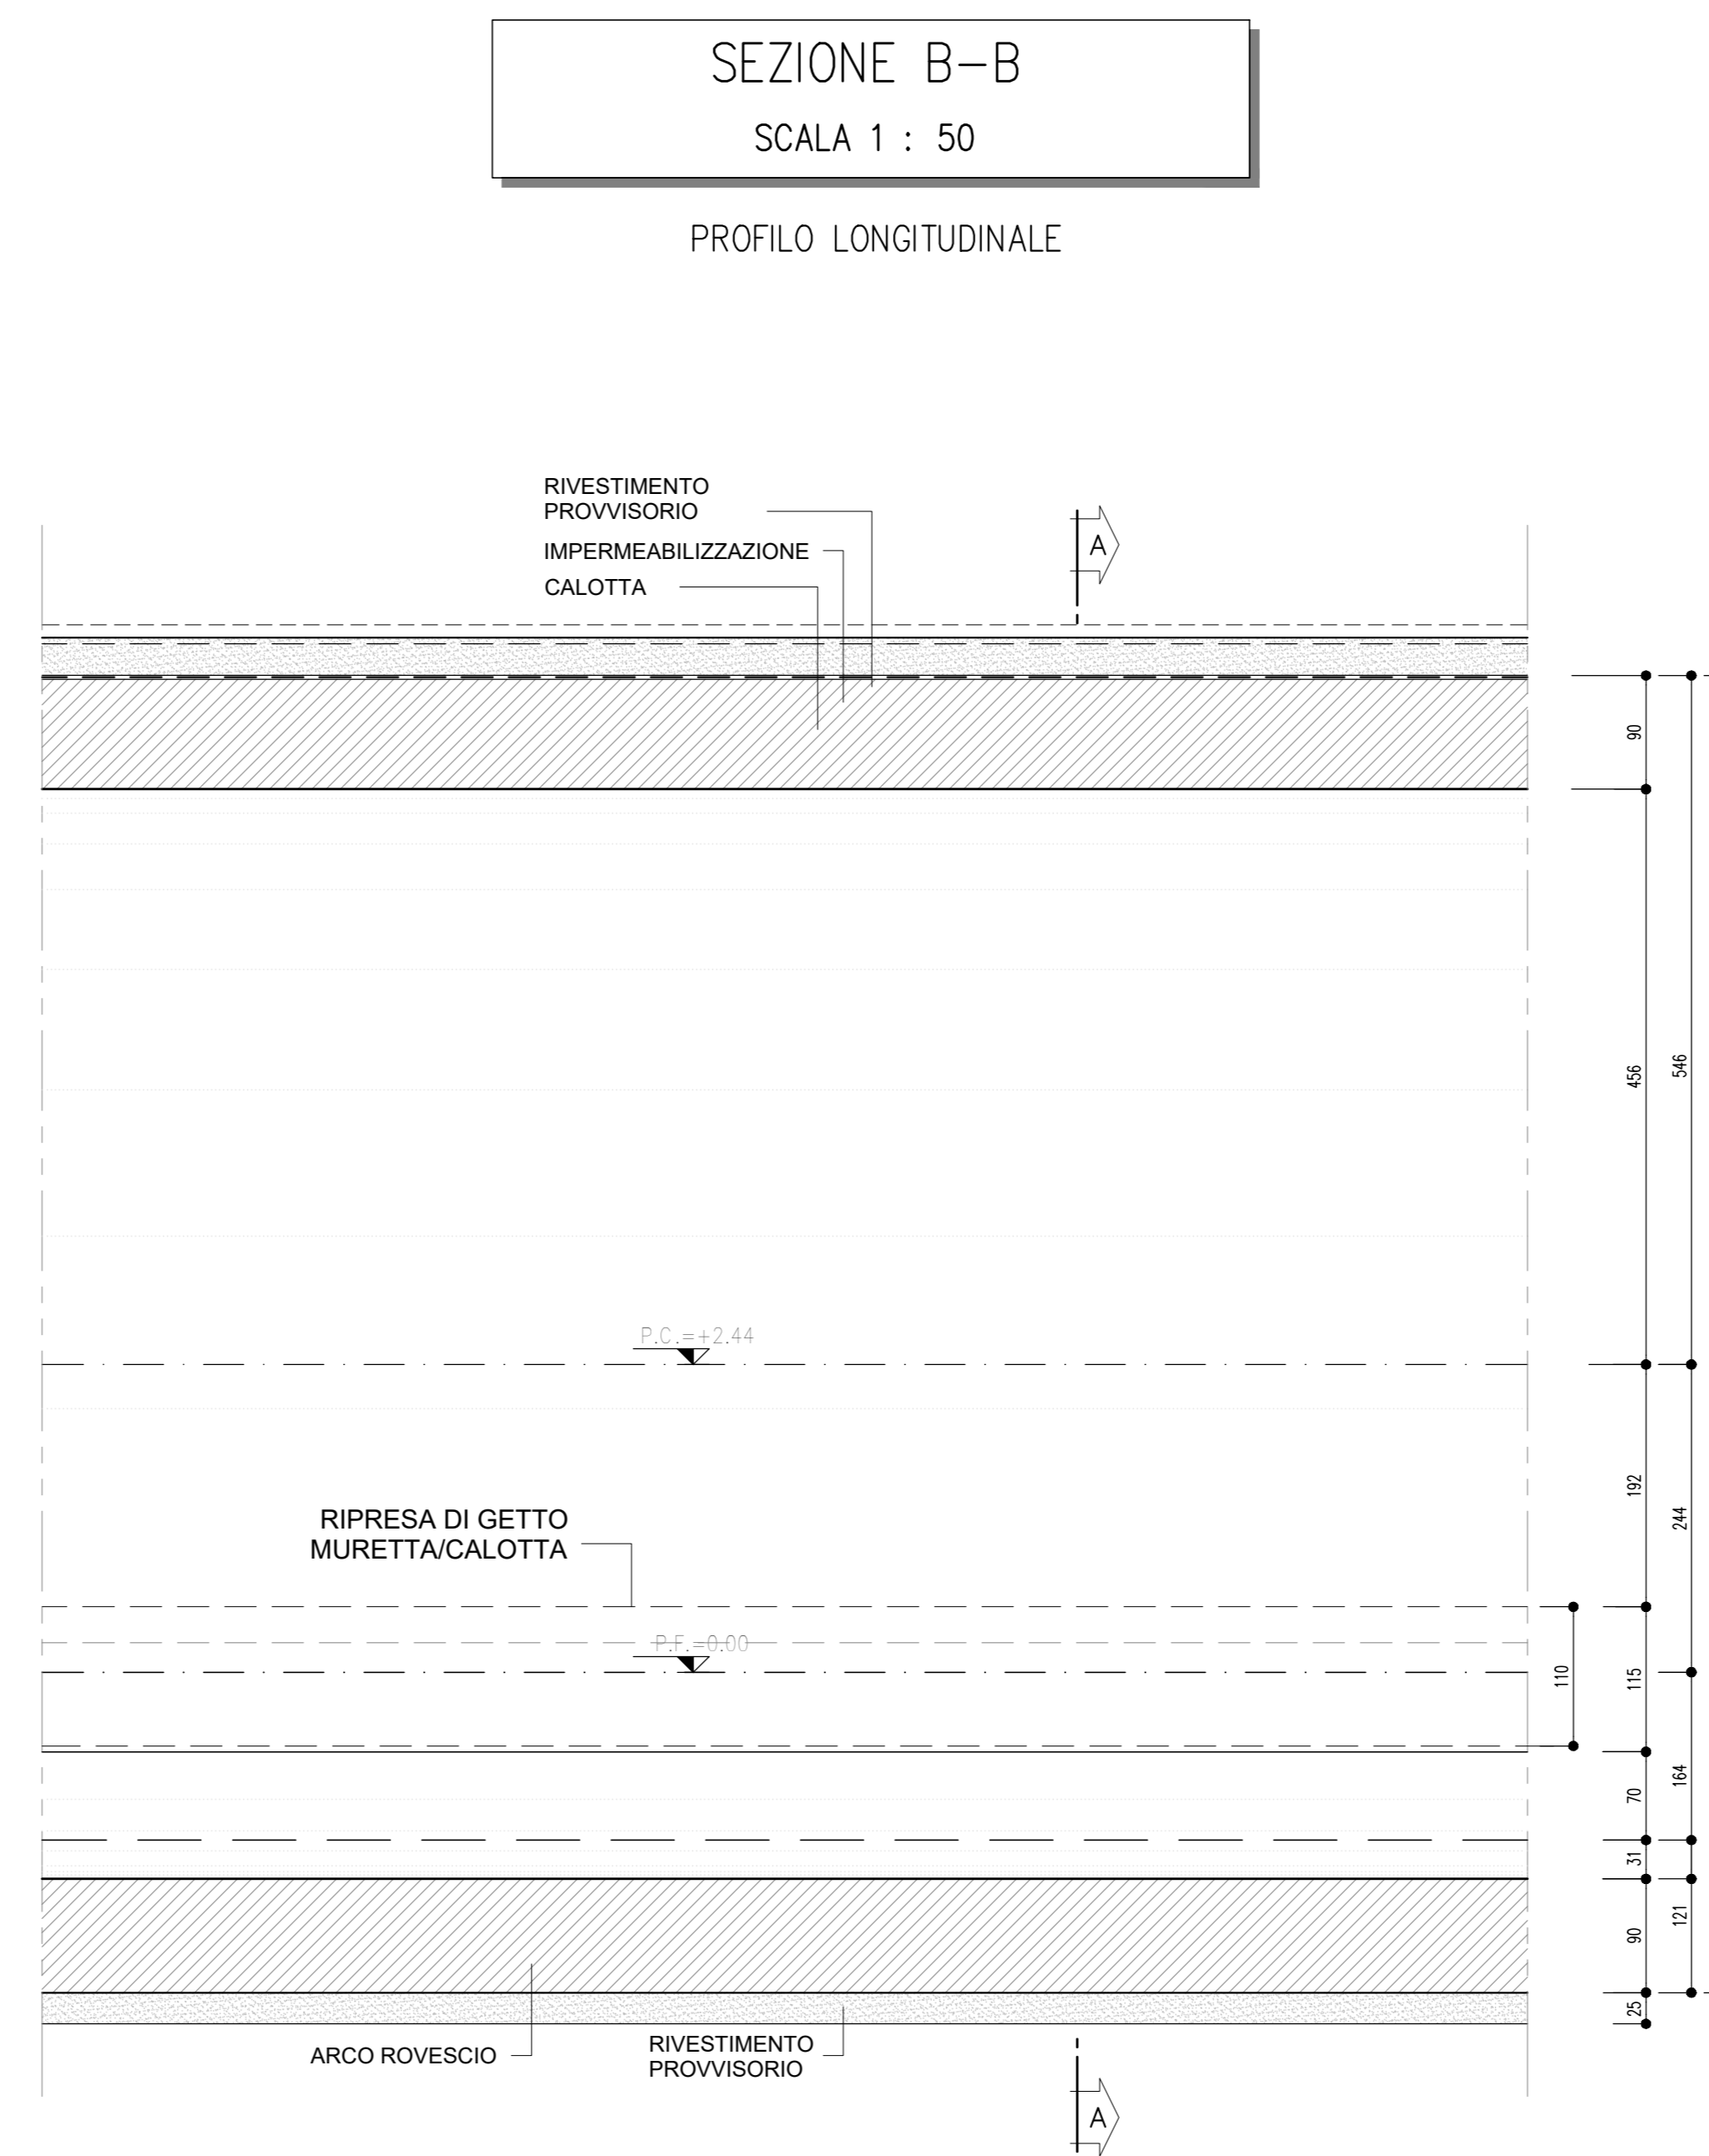 SEZIONE B-B
SCALA 1 : 50
PROFILO LONGITUDINALE
RIVESTIMENTO
PROVVISORIO
IMPERMEABILIZZAZIONE
CALOTTA
A
90
456
546
P.C.=+2.44
192
244
RIPRESA DI GETTO
MURETTA/CALOTTA
P.F.=0.00
110
115
164
70
31
121
90
25
ARCO ROVESCIO
RIVESTIMENTO
PROVVISORIO
A